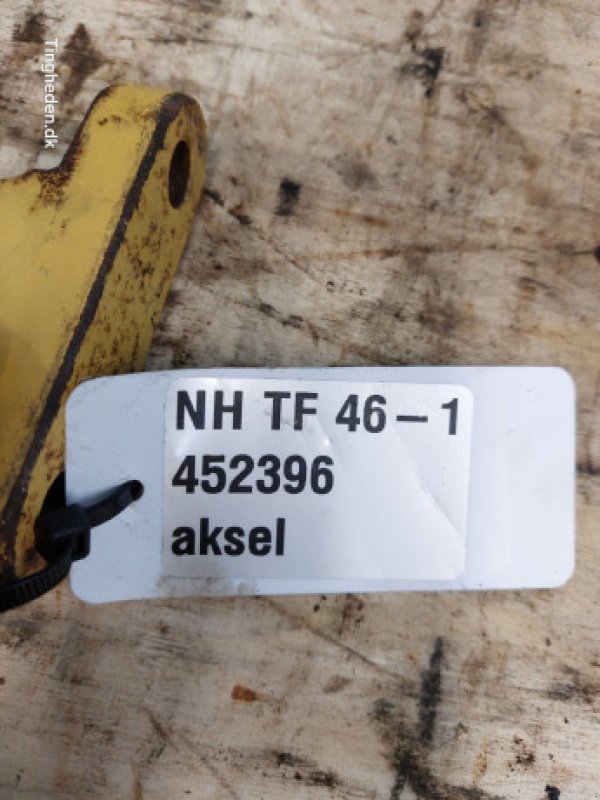 Tingheden.dk
NH TF 46 – 1
452396
aksel